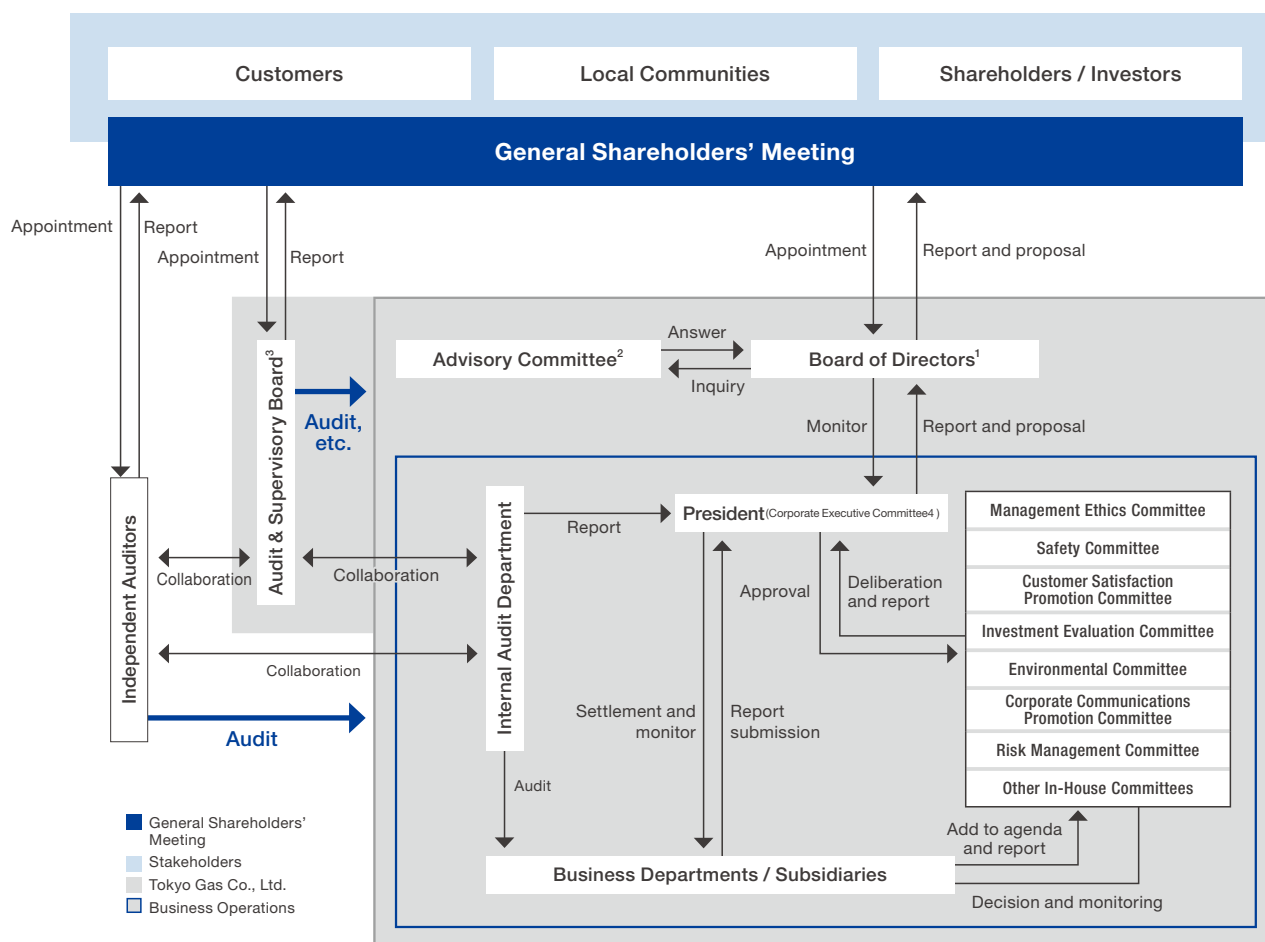 Customers
Local Communities
Shareholders / Investors
General Shareholders’ Meeting
Appointment
Report
Appointment
Report
Appointment
Report and proposal
Advisory Committee²
Answer
Inquiry
Board of Directors¹
Audit & Supervisory Board³
Audit,
etc.
Monitor
Report and proposal
Independent Auditors
Collaboration
Collaboration
Collaboration
Audit
Internal Audit Department
Report
President (Corporate Executive Committee4 )
Approval
Deliberation
and report
Management Ethics Committee
Safety Committee
Customer Satisfaction
Promotion Committee
Investment Evaluation Committee
Environmental Committee
Corporate Communications
Promotion Committee
Risk Management Committee
Other In-House Committees
Settlement and
monitor
Report
submission
Audit
Add to agenda
and report
Business Departments / Subsidiaries
Decision and monitoring
General Shareholders’
Meeting
Stakeholders
Tokyo Gas Co., Ltd.
Business Operations